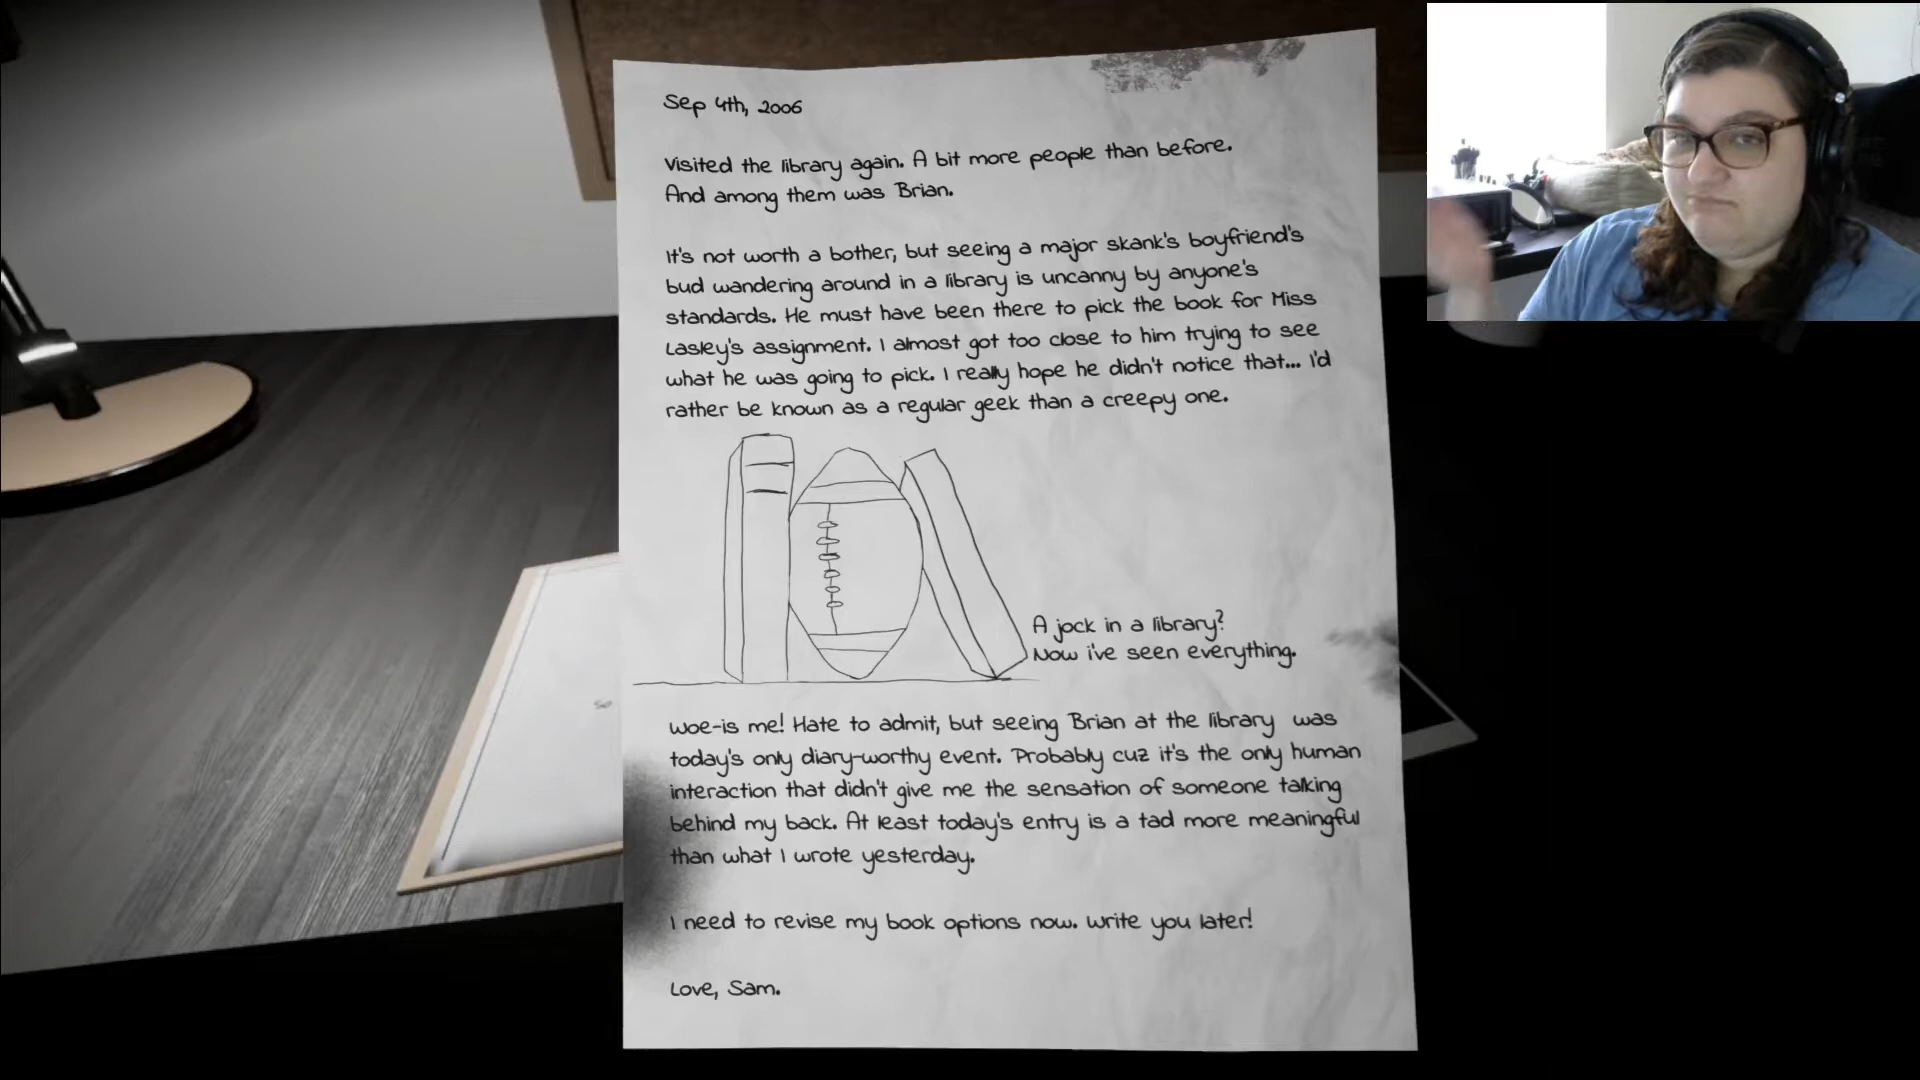 Sep 4th, 2006
Visited the library again. A bit more people than before.
And among them was Brian.
It's not worth a bother, but seeing a major skank's boyfriend's
bud wandering around in a library is uncanny by anyone's
standards. He must have been there to pick the book for Miss
Lasley's assignment. I almost got too close to him trying to see
what he was going to pick. I really hope he didn't notice that... I'd
rather be known as a regular geek than a creepy one.
A jock in a library?
Now i've seen everything.
Woe-is me! Hate to admit, but seeing Brian at the library was
today's only diary-worthy event. Probably cuz it's the only human
interaction that didn't give me the sensation of someone talking
behind my back. At least today's entry is a tad more meaningful
than what I wrote yesterday.
I need to revise my book options now. Write you later!
Love, Sam.